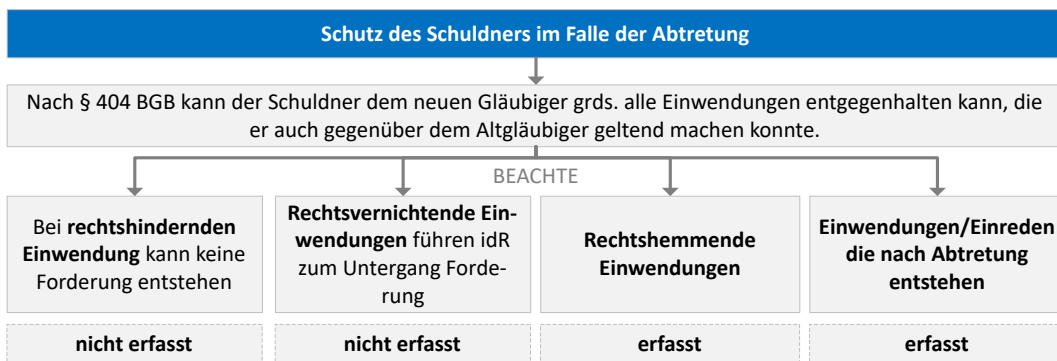 Schutz des Schuldners im Falle der Abtretung
Nach § 404 BGB kann der Schuldner dem neuen Gläubiger grds. alle Einwendungen entgegenhalten kann, die
er auch gegenüber dem Altgläubiger geltend machen konnte.
BEACHTE
Bei rechtshindernden
Einwendung kann keine
Forderung entstehen
Rechtsvernichtende Ein-
wendungen führen idR
zum Untergang Forde-
rung
Rechtshemmende
Einwendungen
Einwendungen/Einreden
die nach Abtretung
entstehen
nicht erfasst
nicht erfasst
erfasst
erfasst